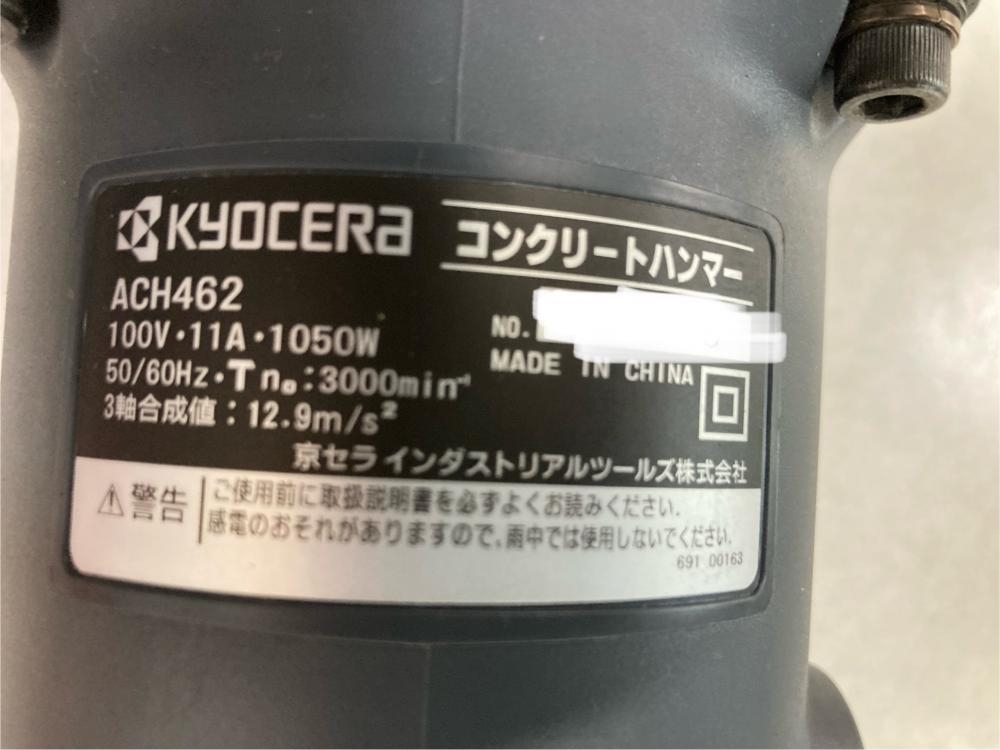 KYOCERA
コンクリートハンマー
ACH462
100V・11A・1050W
NO.
50/60Hz・T n₀:3000min⁻¹
MADE IN CHINA
3軸合成値：12.9m/s²
京セラ インダストリアルツールズ株式会社
⚠警告
ご使用前に取扱説明書を必ずよくお読みください.
感電のおそれがありますので、雨中では使用しないでください.
691 00163